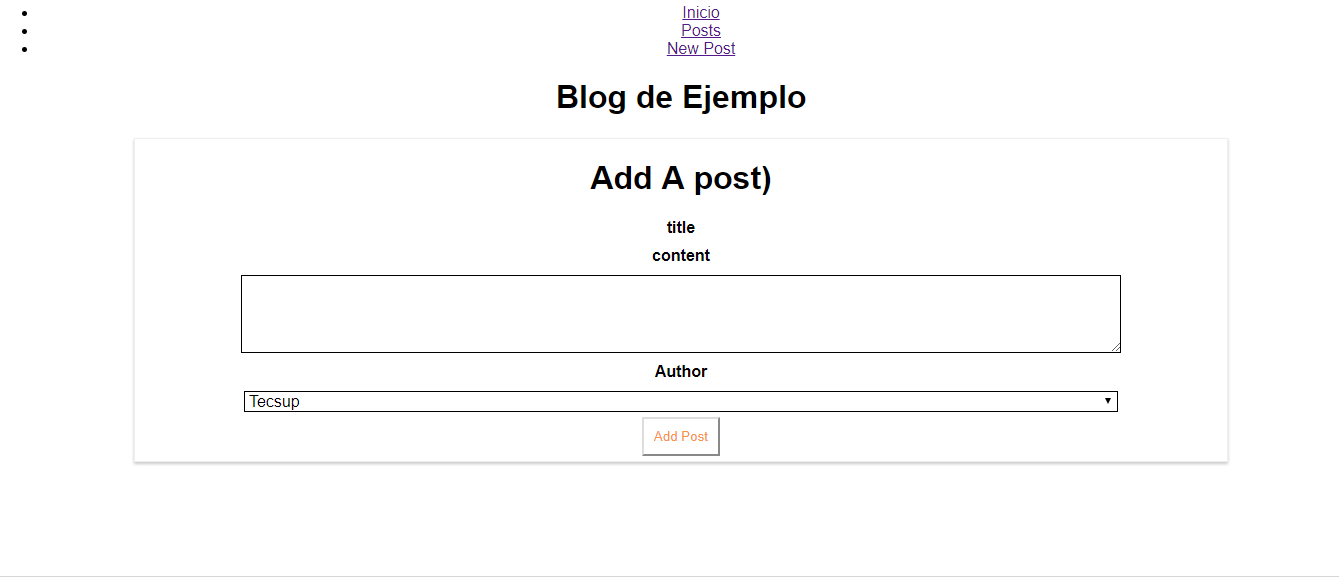 Inicio
Posts
New Post
Blog de Ejemplo
Add A post)
title
content
Author
Tecsup
Add Post